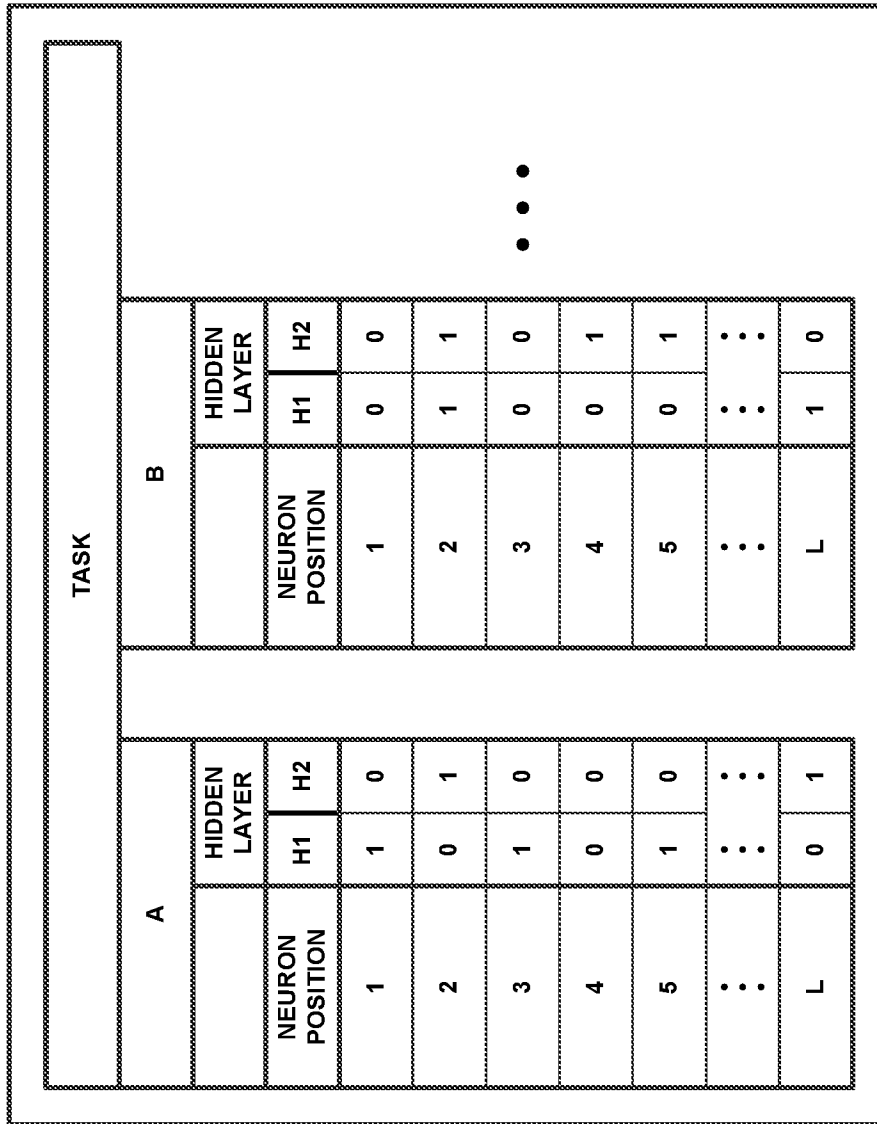 TASK
A
HIDDEN
LAYER
NEURON
POSITION H1 H2
1 1 0
2 0 1
3 1 0
4 0 0
5 1 0
⋮ ⋮ ⋮
L 0 1
B
HIDDEN
LAYER
NEURON
POSITION H1 H2
1 0 0
2 1 1
3 0 0
4 0 1
5 0 1
⋮ ⋮ ⋮
L 1 0
• • •